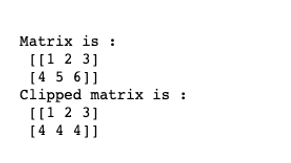 Matrix is :
 [[1 2 3]
 [4 5 6]]
Clipped matrix is :
 [[1 2 3]
 [4 4 4]]